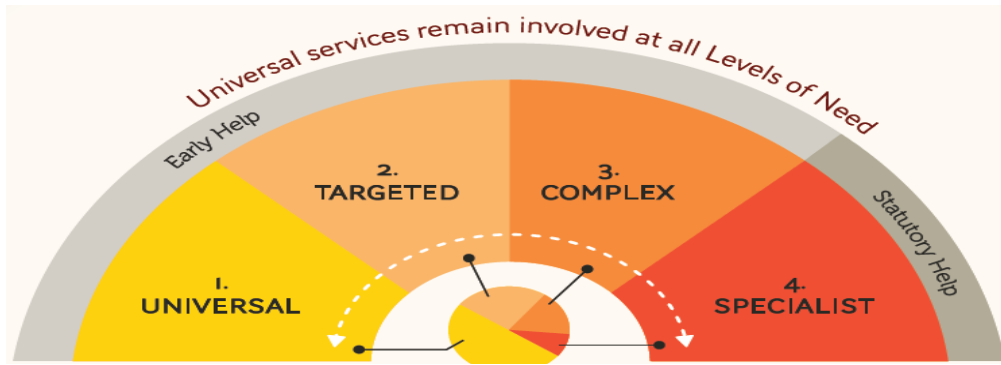 Universal services remain involved at all Levels of Need
Early Help
Statutory Help
1.
UNIVERSAL
2.
TARGETED
3.
COMPLEX
4.
SPECIALIST